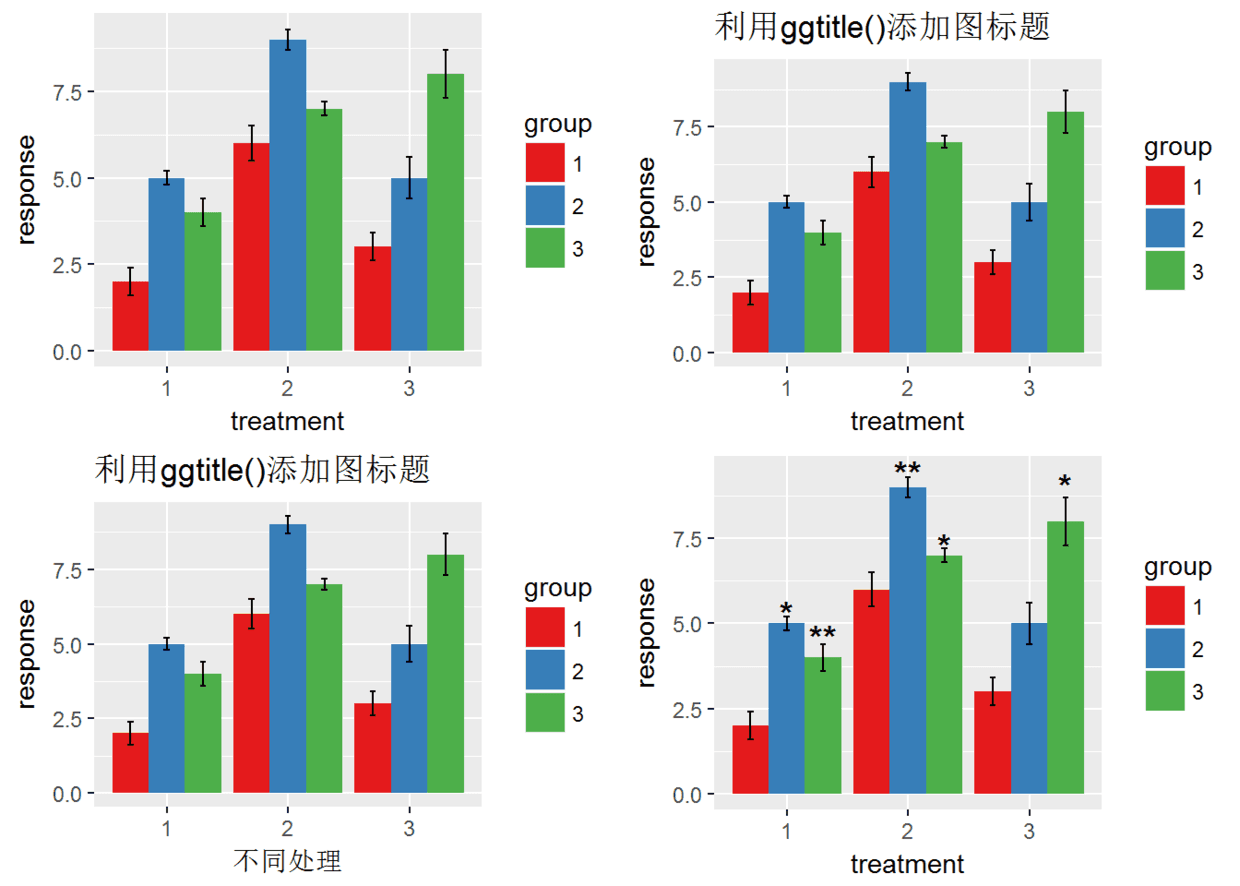 7.5
5.0
2.5
0.0
response
1 2 3
treatment
group
1
2
3
利用ggtitle()添加图标题
7.5
5.0
2.5
0.0
response
1 2 3
treatment
group
1
2
3
利用ggtitle()添加图标题
7.5
5.0
2.5
0.0
response
1 2 3
不同处理
group
1
2
3
** *
*
* **
7.5
5.0
2.5
0.0
response
1 2 3
treatment
group
1
2
3